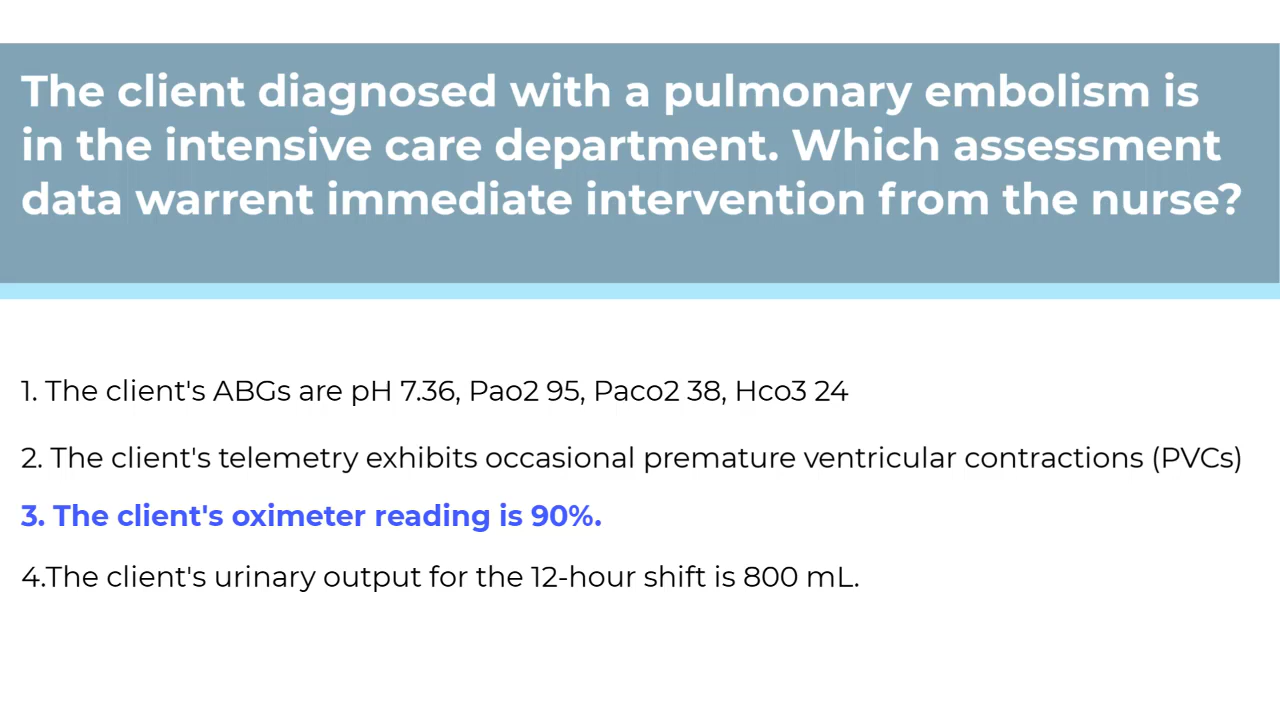 The client diagnosed with a pulmonary embolism is
in the intensive care department. Which assessment
data warrent immediate intervention from the nurse?
1. The client's ABGs are pH 7.36, Pao2 95, Paco2 38, Hco3 24
2. The client's telemetry exhibits occasional premature ventricular contractions (PVCs)
3. The client's oximeter reading is 90%.
4.The client's urinary output for the 12-hour shift is 800 mL.